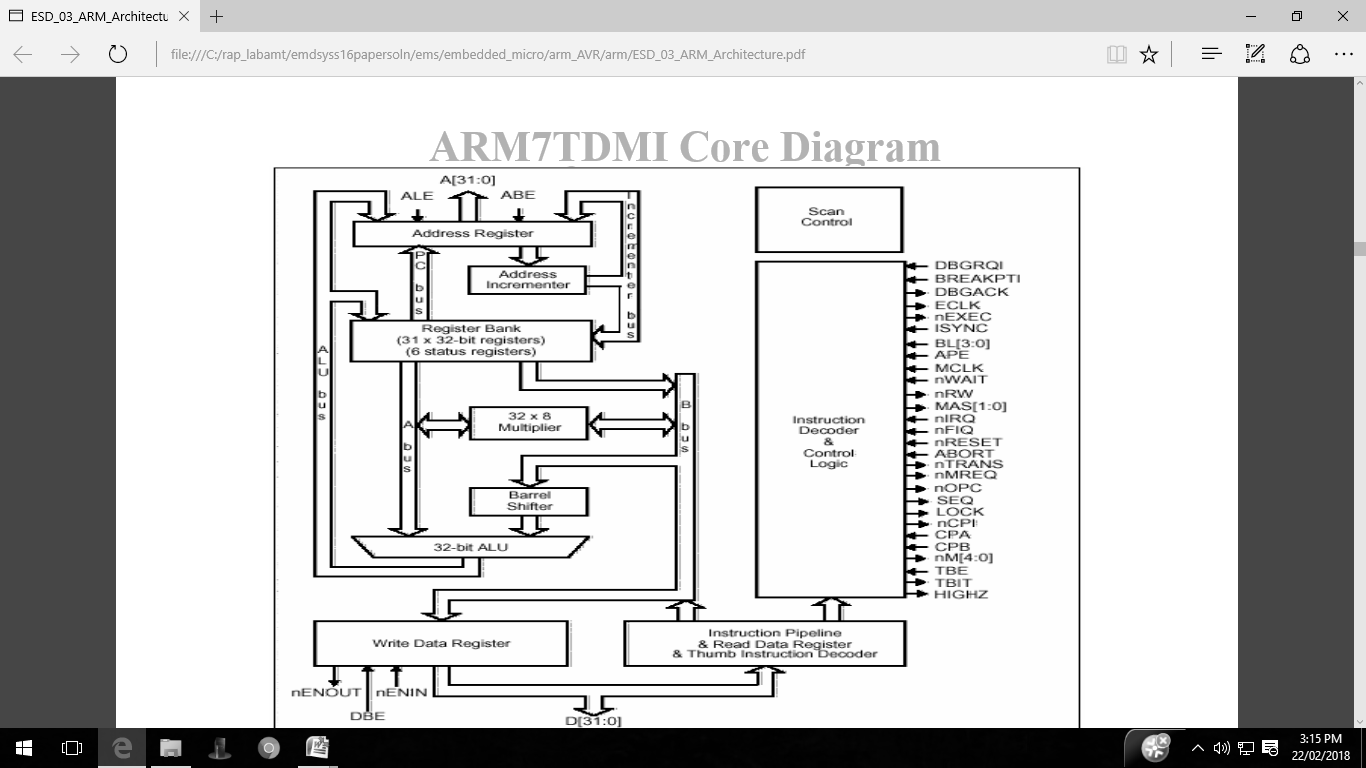 ESD_03_ARM_Architectu
file:///C:/rap_labamt/emdsyss16papersoln/ems/embedded_micro/arm_AVR/arm/ESD_03_ARM_Architecture.pdf
ARM7TDMI Core Diagram
A[31:0]
ALE
ABE
Address Register
Incrementer bus
PC bus
Address
Incrementer
Register Bank
(31 x 32-bit registers)
(6 status registers)
ALU bus
A bus
B bus
32 x 8
Multiplier
Barrel
Shifter
32-bit ALU
Write Data Register
Instruction Pipeline
& Read Data Register
& Thumb Instruction Decoder
nENOUT
nENIN
DBE
D[31:0]
Scan
Control
Instruction
Decoder
&
Control
Logic
DBGRQI
BREAKPTI
DBGACK
ECLK
nEXEC
ISYNC
BL[3:0]
APE
MCLK
nWAIT
nRW
MAS[1:0]
nIRQ
nFIQ
nRESET
ABORT
nTRANS
nMREQ
nOPC
SEQ
LOCK
nCPI
CPA
CPB
nM[4:0]
TBE
TBIT
HIGHZ
3:15 PM
22/02/2018